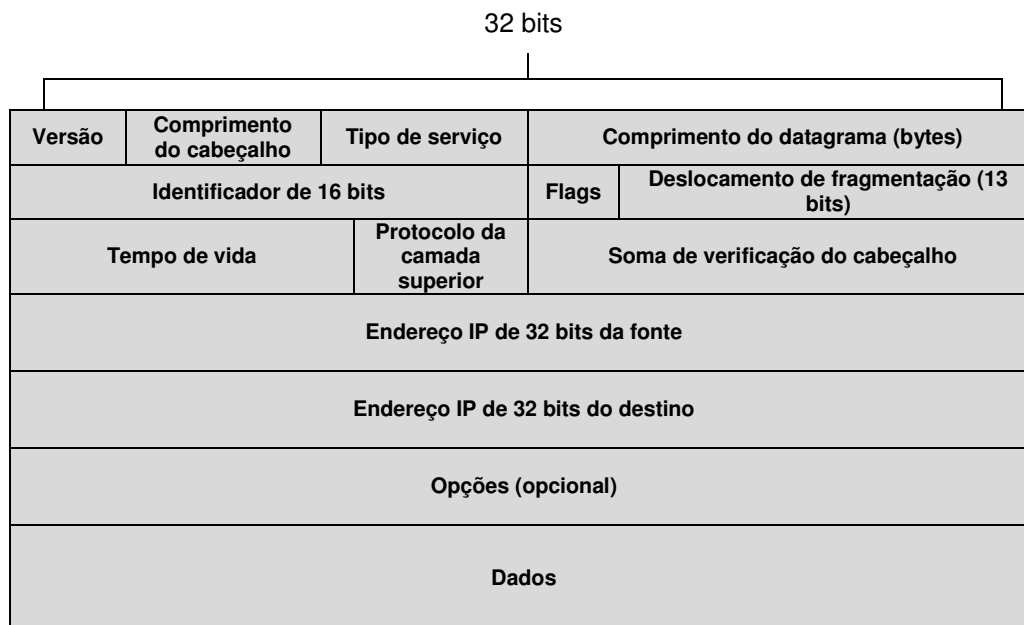 32 bits
Versão
Comprimento
do cabeçalho
Tipo de serviço
Comprimento do datagrama (bytes)
Identificador de 16 bits
Flags
Deslocamento de fragmentação (13
bits)
Tempo de vida
Protocolo da
camada
superior
Soma de verificação do cabeçalho
Endereço IP de 32 bits da fonte
Endereço IP de 32 bits do destino
Opções (opcional)
Dados